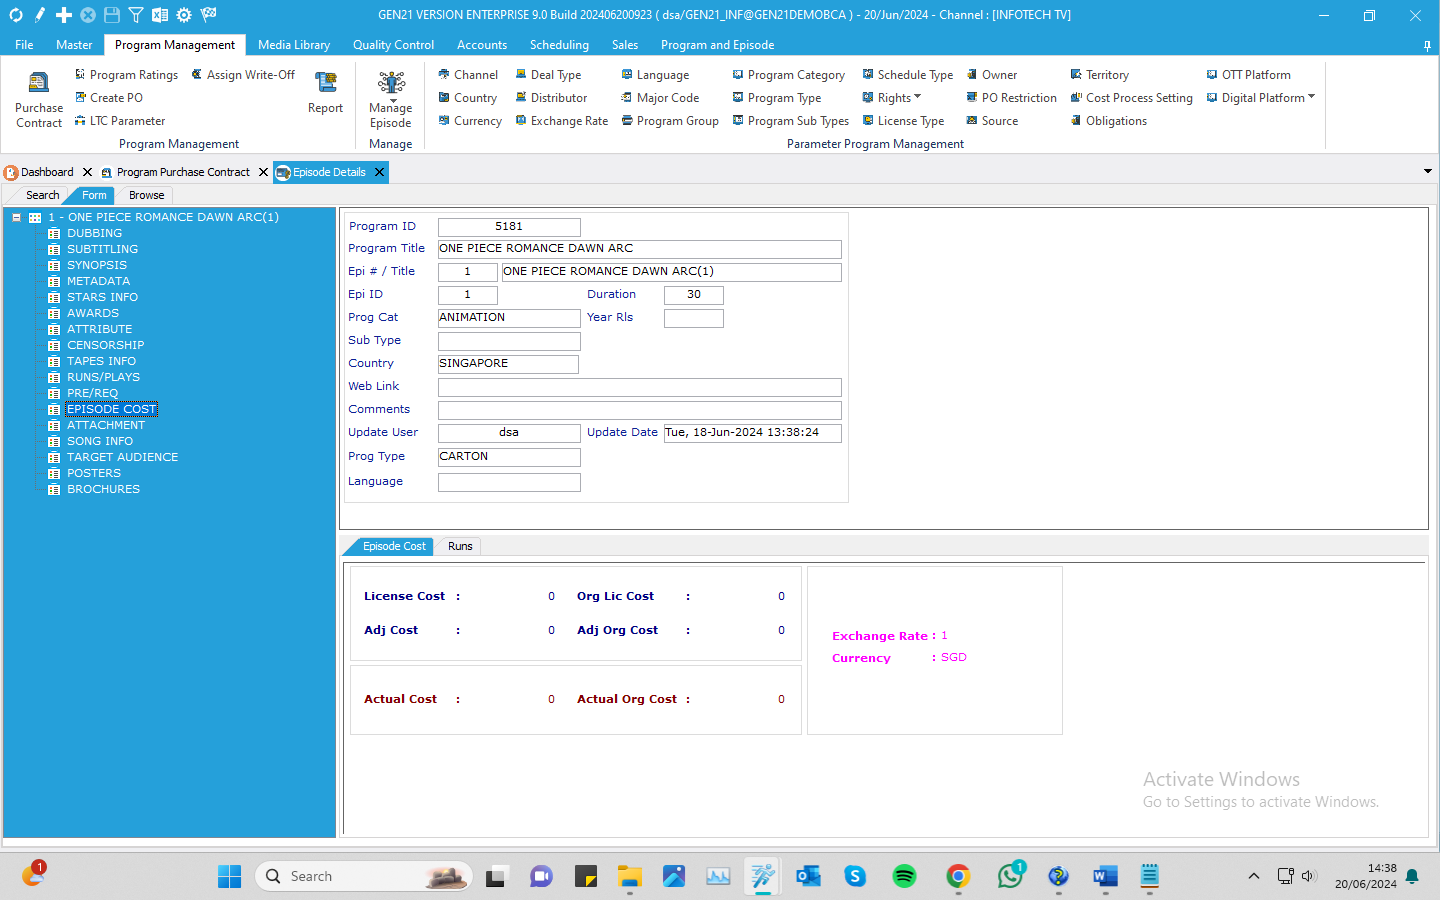 GEN21 VERSION ENTERPRISE 9.0 Build 202406200923 ( dsa/GEN21_INF@GEN21DEMOBCA ) - 20/Jun/2024 - Channel : [INFOTECH TV]
File Master Program Management Media Library Quality Control Accounts Scheduling Sales Program and Episode
Program Ratings Assign Write-Off Channel Deal Type Language Program Category Schedule Type Owner Territory OTT Platform
Create PO Country Distributor Major Code Program Type Rights PO Restriction Cost Process Setting Digital Platform
Purchase Contract Report Manage Episode
LTC Parameter Currency Exchange Rate Program Group Program Sub Types License Type Source Obligations
Program Management Manage Parameter Program Management
Dashboard Program Purchase Contract Episode Details
Search Form Browse
1 - ONE PIECE ROMANCE DAWN ARC(1)
DUBBING
SUBTITLING
SYNOPSIS
METADATA
STARS INFO
AWARDS
ATTRIBUTE
CENSORSHIP
TAPES INFO
RUNS/PLAYS
PRE/REQ
EPISODE COST
ATTACHMENT
SONG INFO
TARGET AUDIENCE
POSTERS
BROCHURES
Program ID 5181
Program Title ONE PIECE ROMANCE DAWN ARC
Epi # / Title 1 ONE PIECE ROMANCE DAWN ARC(1)
Epi ID 1 Duration 30
Prog Cat ANIMATION Year Rls
Sub Type
Country SINGAPORE
Web Link
Comments
Update User dsa Update Date Tue, 18-Jun-2024 13:38:24
Prog Type CARTON
Language
Episode Cost Runs
License Cost : 0 Org Lic Cost : 0
Adj Cost : 0 Adj Org Cost : 0
Actual Cost : 0 Actual Org Cost : 0
Exchange Rate : 1
Currency : SGD
Activate Windows
Go to Settings to activate Windows.
1 Search 1 14:38
20/06/2024